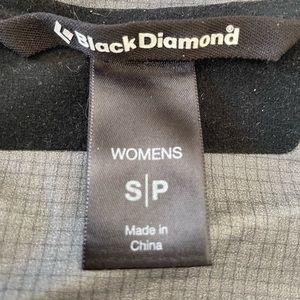 Black Diamond
WOMENS
S|P
Made in
China